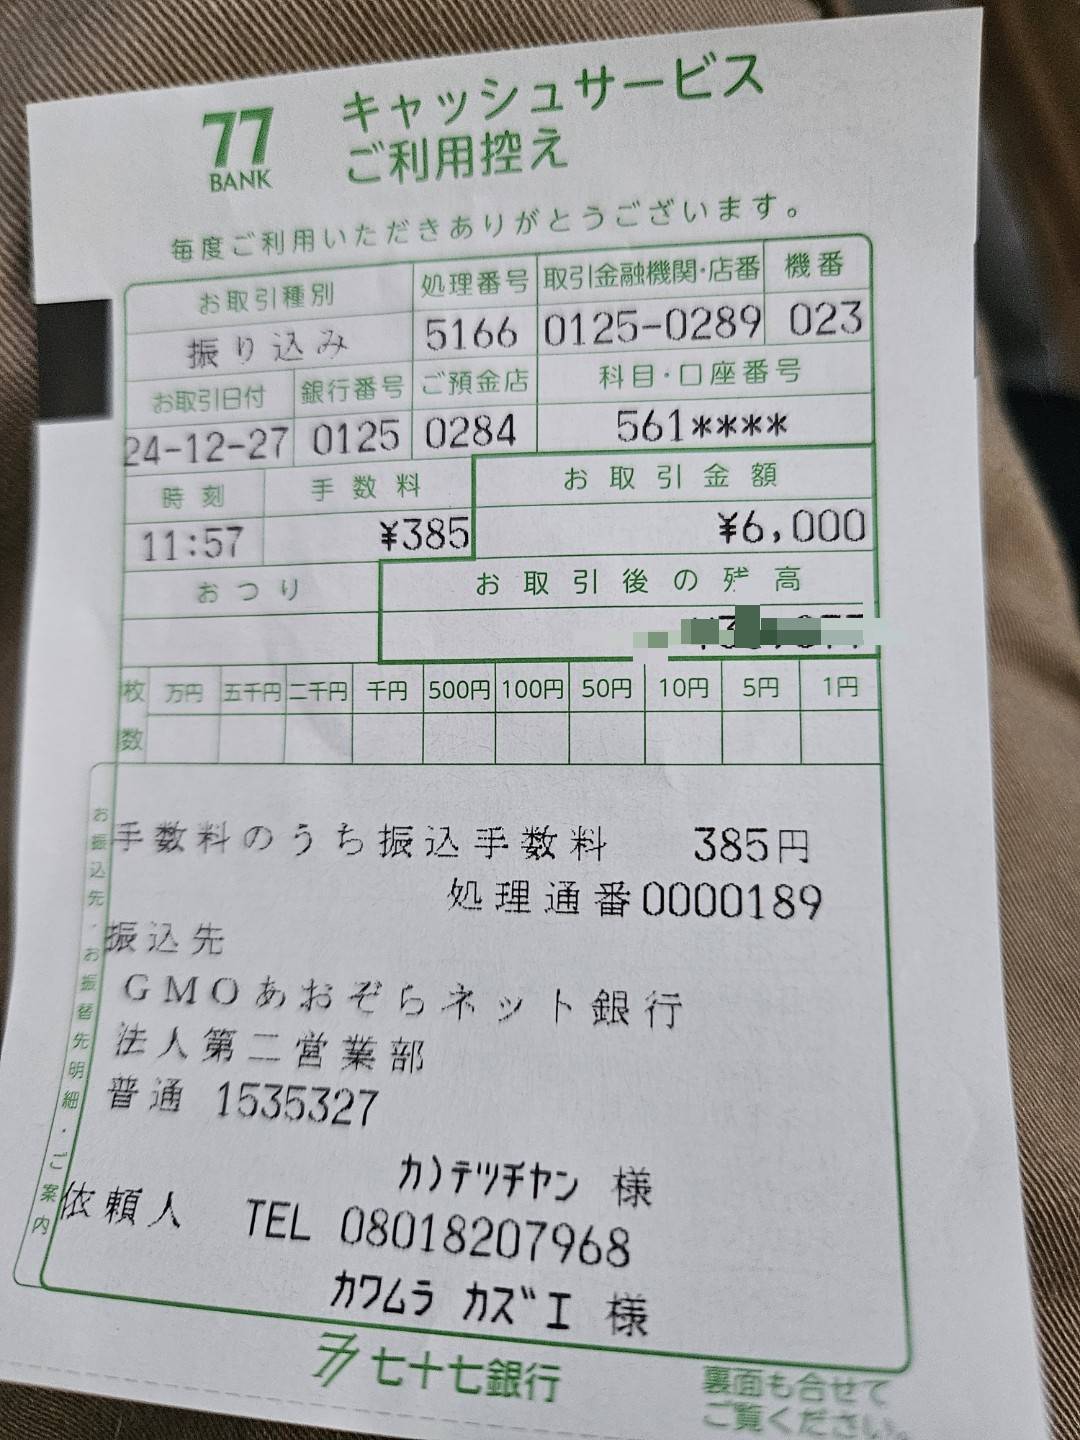 77 BANK
キャッシュサービス
ご利用控え
毎度ご利用いただきありがとうございます。
お取引種別 処理番号 取引金融機関・店番 機番
振り込み 5166 0125-0289 023
お取引日付 銀行番号 ご預金店 科目・口座番号
24-12-27 0125 0284 561****
時刻 手数料 お取引金額
11:57 ¥385 ¥6,000
おつり お取引後の残高
枚数 万円 五千円 二千円 千円 500円 100円 50円 10円 5円 1円
お振込先・お振替先明細・ご案内
手数料のうち振込手数料 385円
処理通番0000189
振込先
GMOあおぞらネット銀行
法人第二営業部
普通 1535327
カ)テツチヤン 様
依頼人 TEL 08018207968
カワムラ カズエ 様
77 七十七銀行
裏面も合せて
ご覧ください。